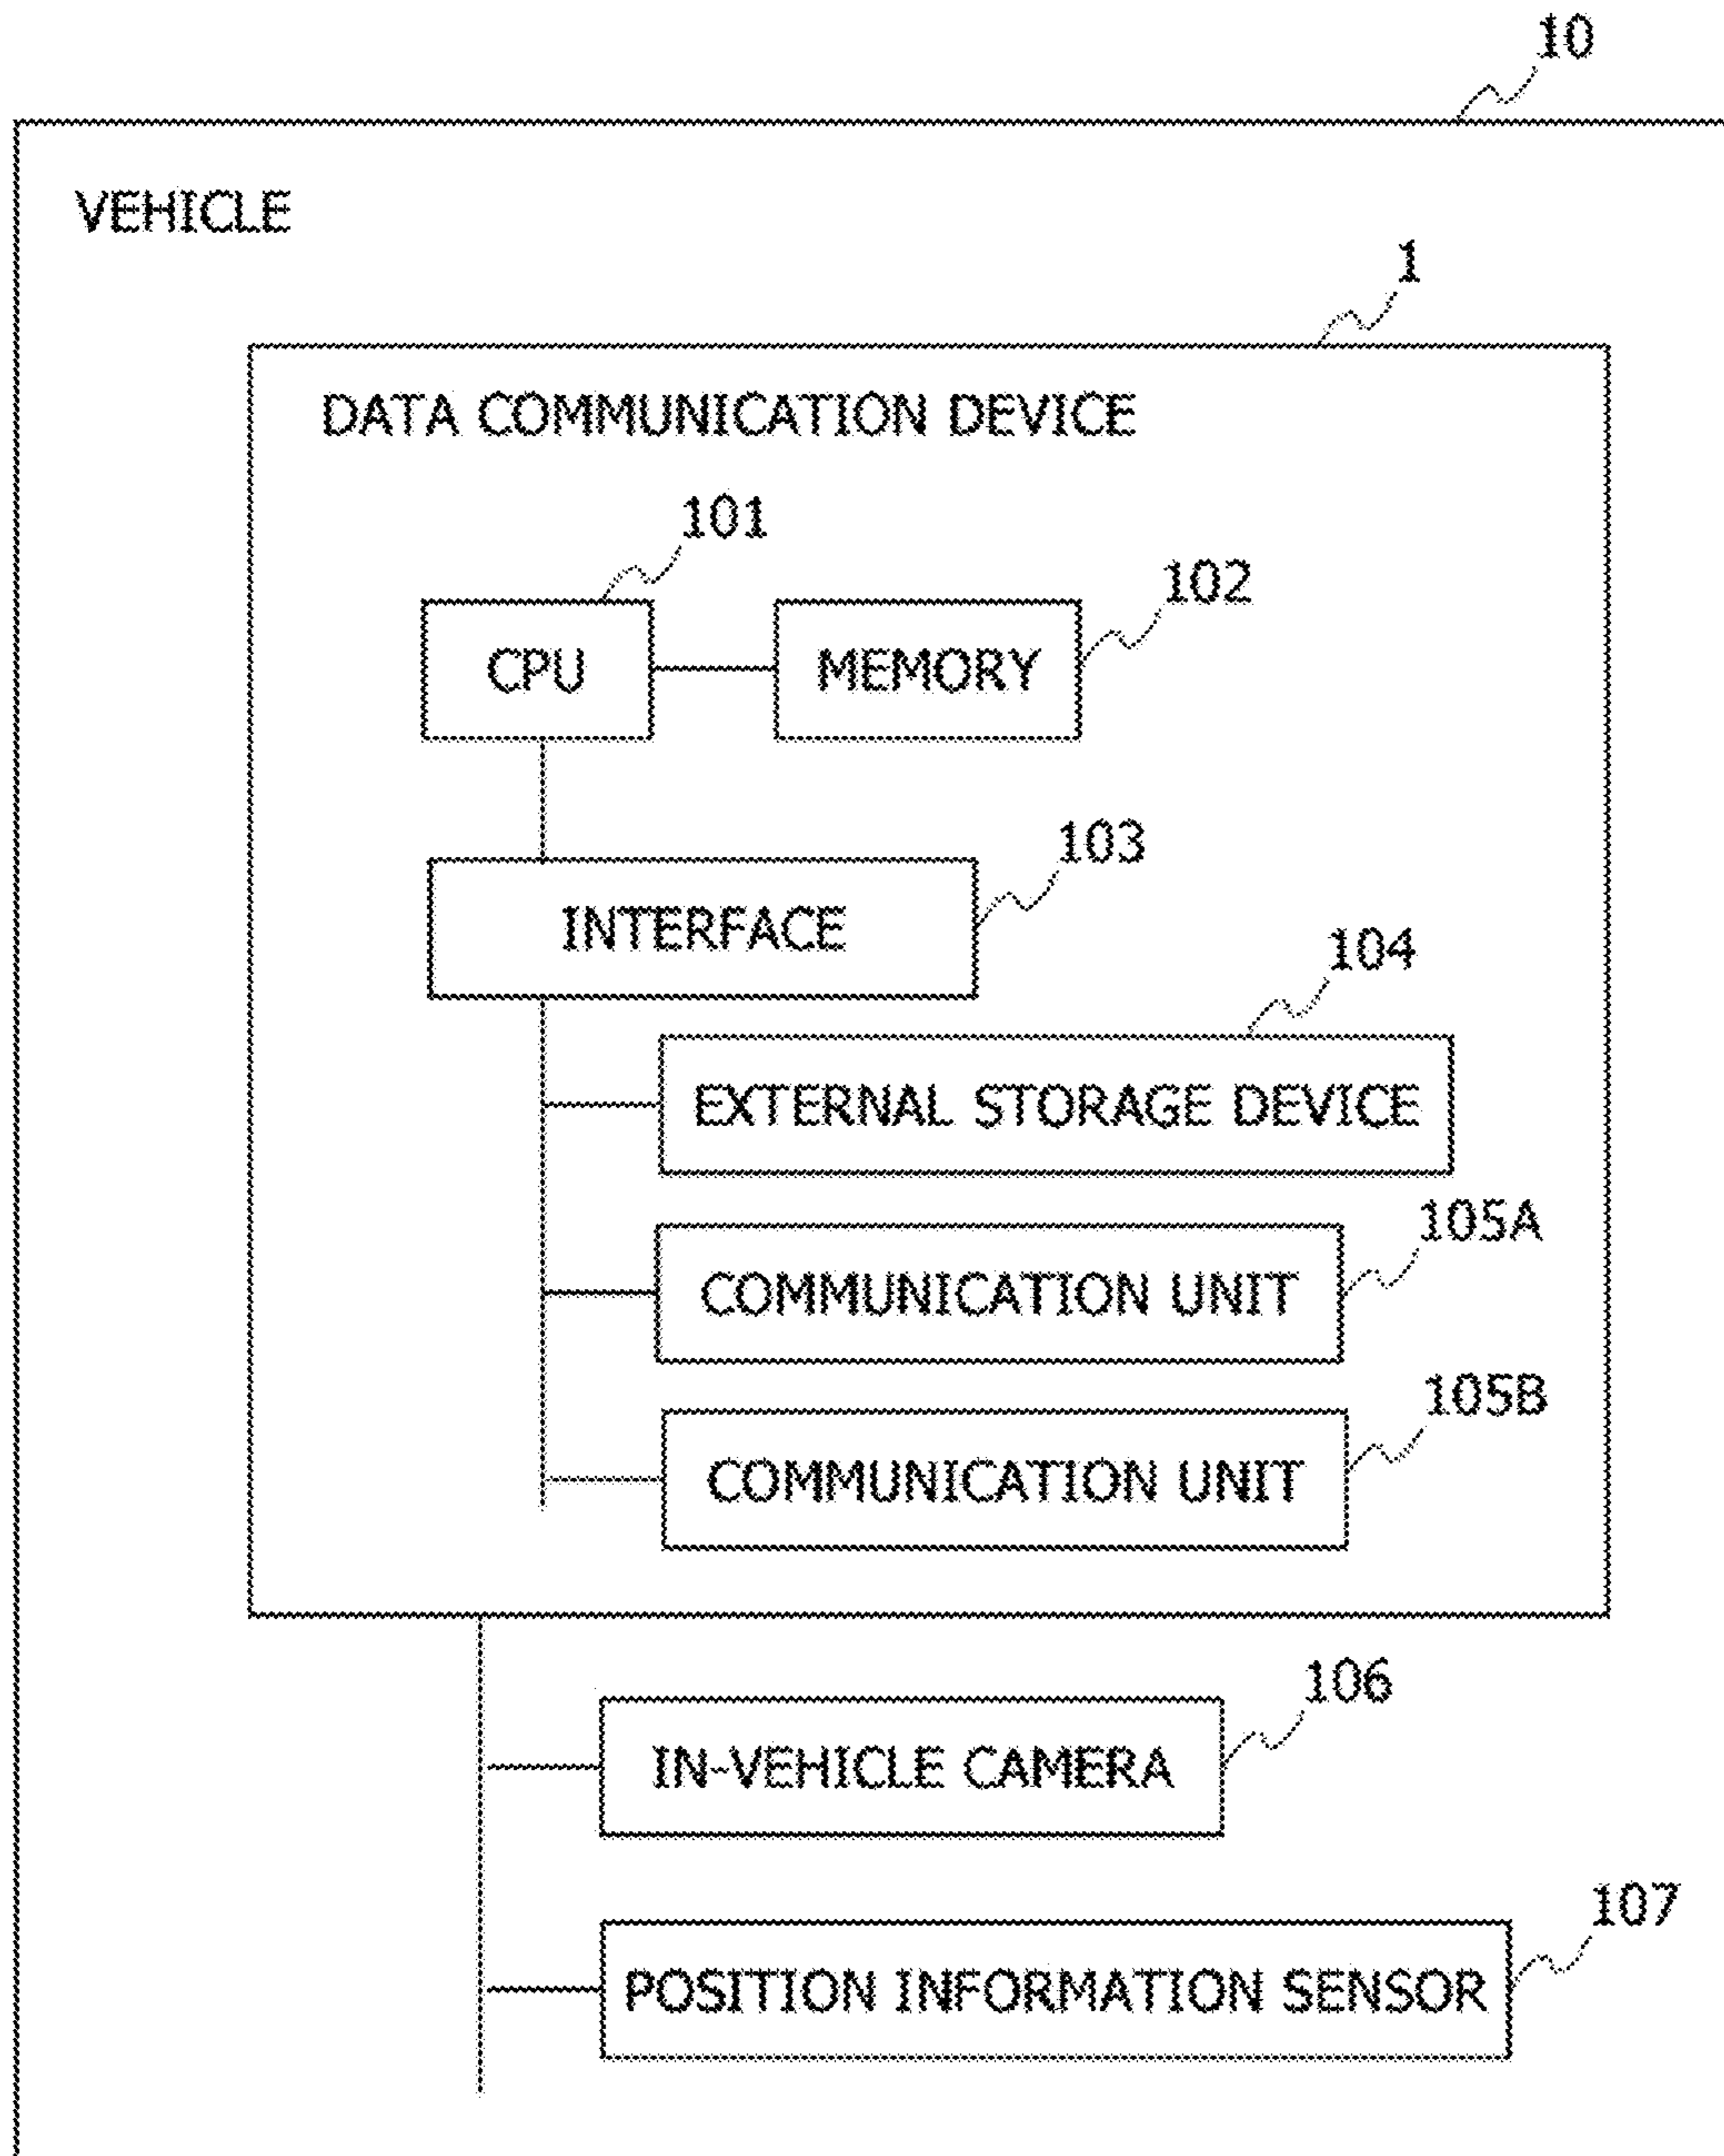 10
VEHICLE
1
DATA COMMUNICATION DEVICE
101
102
CPU
MEMORY
103
INTERFACE
104
EXTERNAL STORAGE DEVICE
105A
COMMUNICATION UNIT
105B
COMMUNICATION UNIT
106
IN-VEHICLE CAMERA
107
POSITION INFORMATION SENSOR